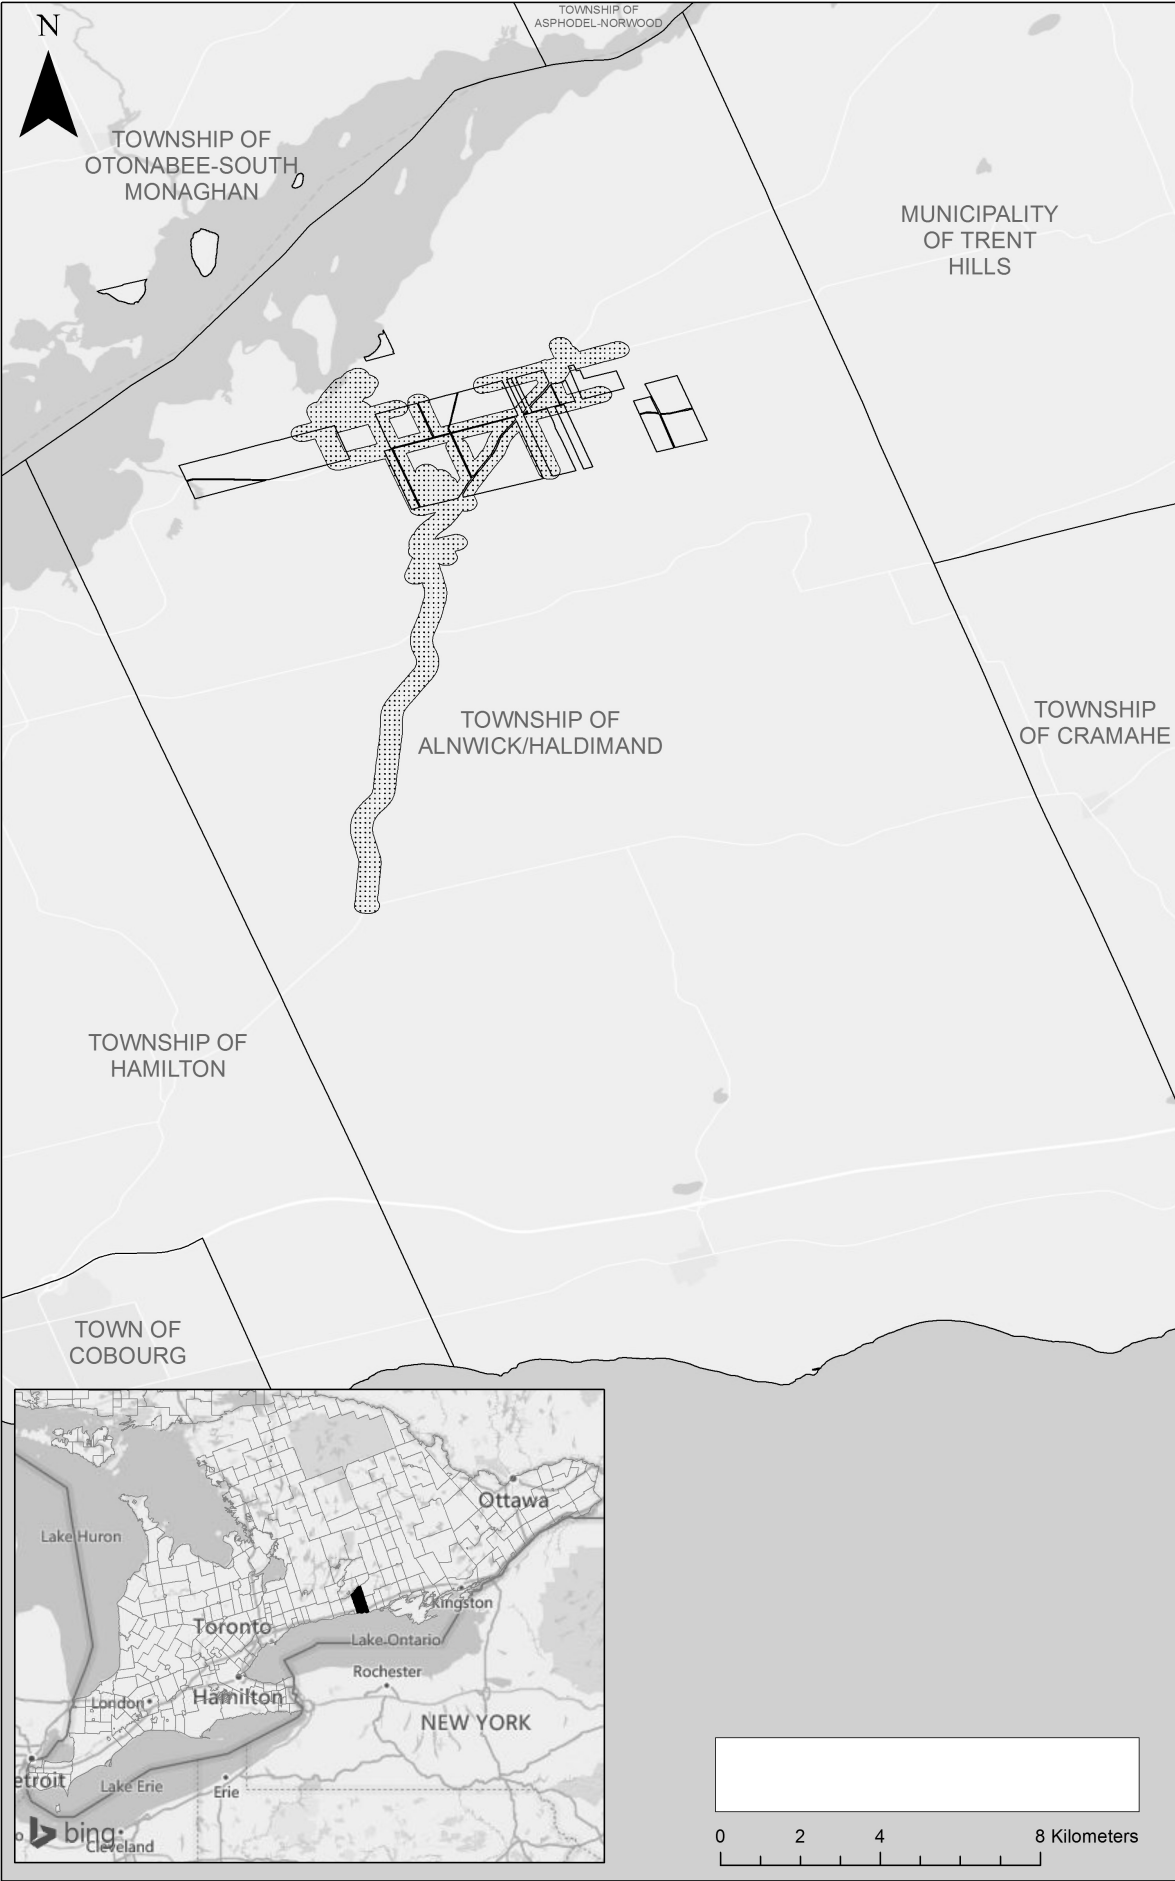 TOWNSHIP OF
ASPHODEL-NORWOOD
N
TOWNSHIP OF
OTONABEE-SOUTH
MONAGHAN
MUNICIPALITY
OF TRENT
HILLS
TOWNSHIP OF
ALNWICK/HALDIMAND
TOWNSHIP
OF CRAMAHE
TOWNSHIP OF
HAMILTON
TOWN OF
COBOURG
Ottawa
Lake Huron
Kingston
Toronto
Lake Ontario
Rochester
London
Hamilton
NEW YORK
etroit
Lake Erie
Erie
bing
Cleveland
0 2 4 8 Kilometers